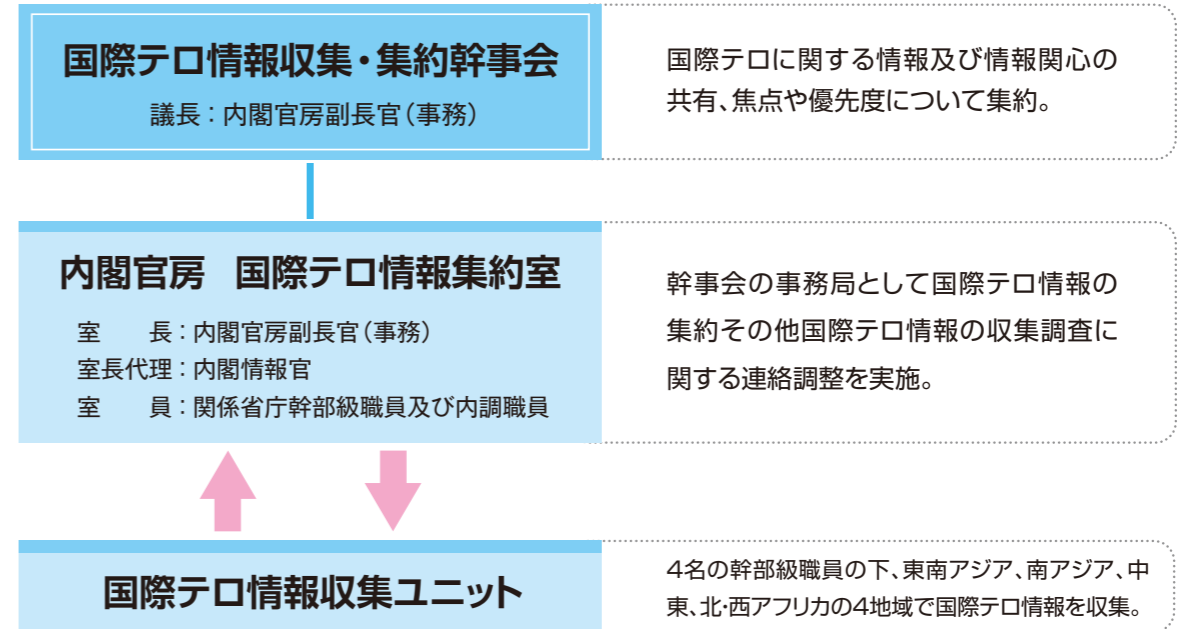 国際テロ情報収集・集約幹事会
議長：内閣官房副長官（事務）
国際テロに関する情報及び情報関心の
共有、焦点や優先度について集約。
内閣官房　国際テロ情報集約室
室　　長：内閣官房副長官（事務）
室長代理：内閣情報官
室　　員：関係省庁幹部級職員及び内調職員
幹事会の事務局として国際テロ情報の
集約その他国際テロ情報の収集調査に
関する連絡調整を実施。
国際テロ情報収集ユニット
4名の幹部級職員の下、東南アジア、南アジア、中
東、北・西アフリカの4地域で国際テロ情報を収集。